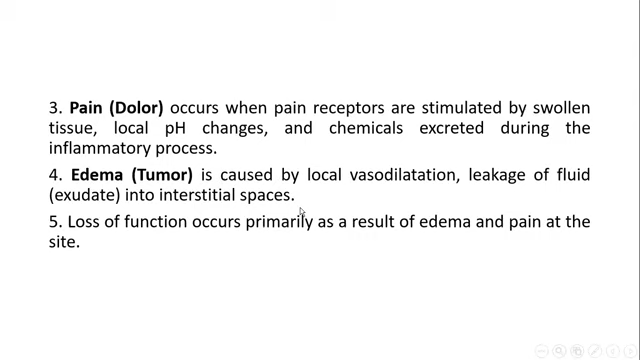 3. Pain (Dolor) occurs when pain receptors are stimulated by swollen
tissue, local pH changes, and chemicals excreted during the
inflammatory process.
4. Edema (Tumor) is caused by local vasodilatation, leakage of fluid
(exudate) into interstitial spaces.
5. Loss of function occurs primarily as a result of edema and pain at the
site.